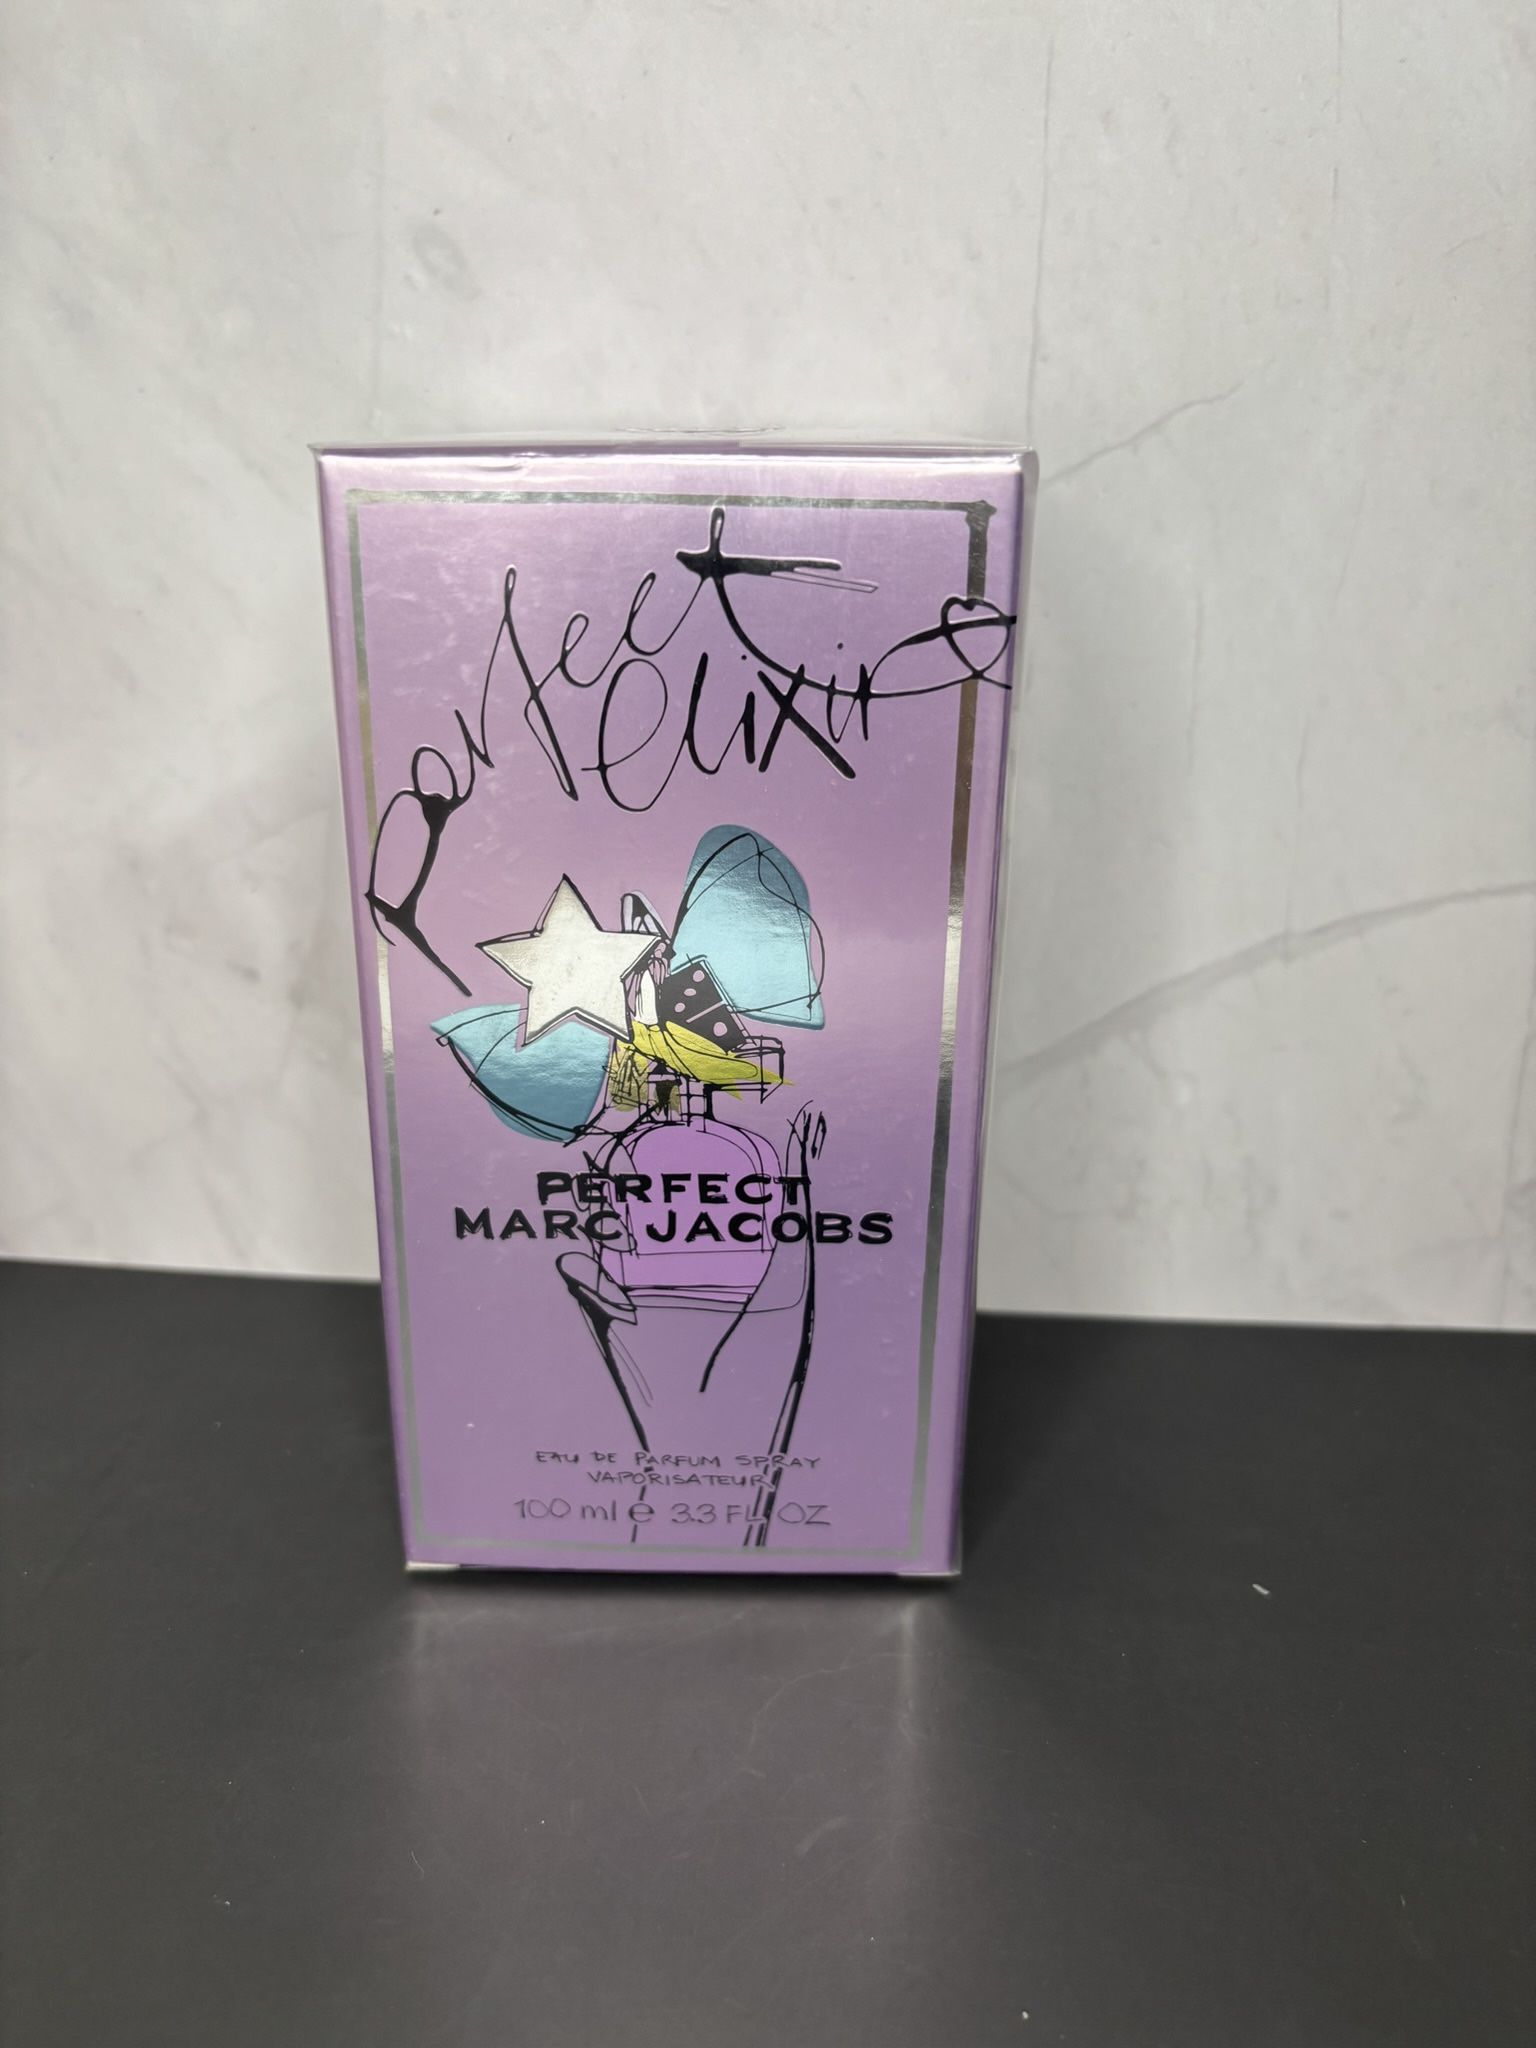 perfect
elixir
PERFECT
MARC JACOBS
EAU DE PARFUM SPRAY
VAPORISATEUR
100 ml e 3.3 FL OZ